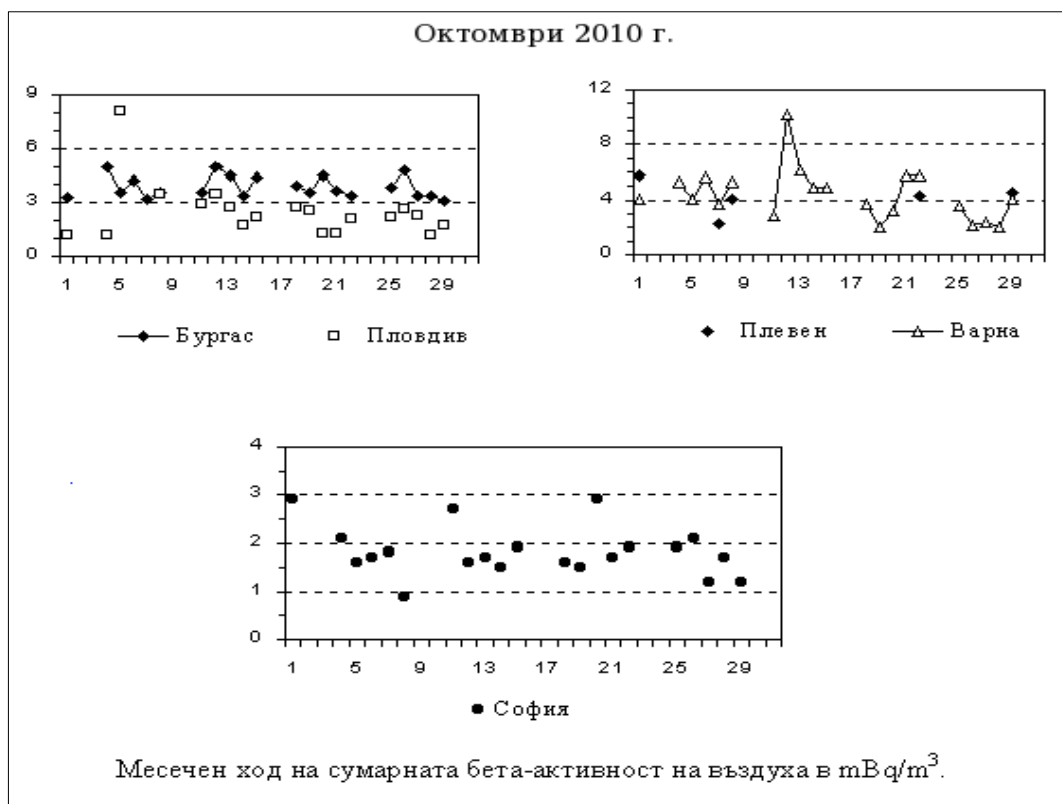 Октомври 2010 г.
9
6
3
0
1 5 9 13 17 21 25 29
Бургас Пловдив
12
8
4
0
1 5 9 13 17 21 25 29
Плевен Варна
4
3
2
1
0
1 5 9 13 17 21 25 29
София
Месечен ход на сумарната бета-активност на въздуха в mBq/m³.